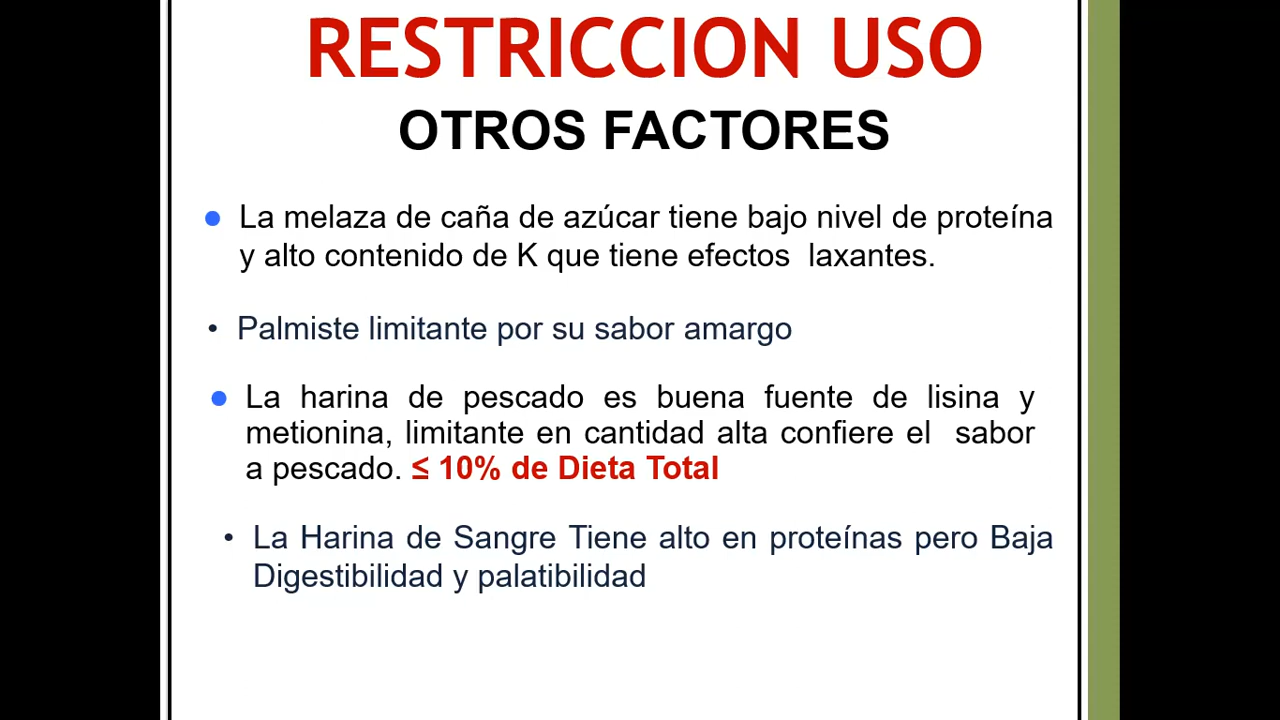 RESTRICCION USO
OTROS FACTORES
● La melaza de caña de azúcar tiene bajo nivel de proteína
y alto contenido de K que tiene efectos laxantes.
• Palmiste limitante por su sabor amargo
● La harina de pescado es buena fuente de lisina y
metionina, limitante en cantidad alta confiere el sabor
a pescado. ≤ 10% de Dieta Total
• La Harina de Sangre Tiene alto en proteínas pero Baja
Digestibilidad y palatibilidad